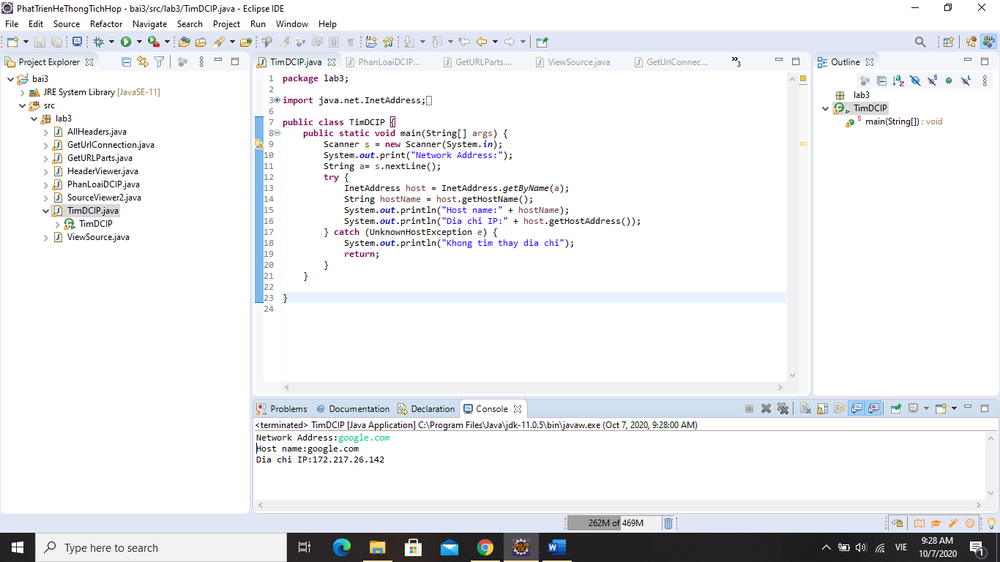 PhatTrienHeThongTichHop - bai3/src/lab3/TimDCIP.java - Eclipse IDE
File Edit Source Refactor Navigate Search Project Run Window Help
Project Explorer
bai3
JRE System Library [JavaSE-11]
src
lab3
AllHeaders.java
GetUrlConnection.java
GetURLParts.java
HeaderViewer.java
PhanLoaiDCIP.java
SourceViewer2.java
TimDCIP.java
TimDCIP
ViewSource.java
TimDCIP.java PhanLoaiDCIP... GetURLParts.... ViewSource.java GetUrlConnec... »3
1 package lab3;
2
3 import java.net.InetAddress;
6
7 public class TimDCIP {
8 public static void main(String[] args) {
9 Scanner s = new Scanner(System.in);
10 System.out.print("Network Address:");
11 String a= s.nextLine();
12 try {
13 InetAddress host = InetAddress.getByName(a);
14 String hostName = host.getHostName();
15 System.out.println("Host name:" + hostName);
16 System.out.println("Dia chi IP:" + host.getHostAddress());
17 } catch (UnknownHostException e) {
18 System.out.println("Khong tim thay dia chi");
19 return;
20 }
21 }
22
23 }
24
Outline
lab3
TimDCIP
main(String[]) : void
Problems @ Documentation Declaration Console
<terminated> TimDCIP [Java Application] C:\Program Files\Java\jdk-11.0.5\bin\javaw.exe (Oct 7, 2020, 9:28:00 AM)
Network Address:google.com
Host name:google.com
Dia chi IP:172.217.26.142
262M of 469M
Type here to search
Java EE
IDE
VIE
9:28 AM
10/7/2020
1